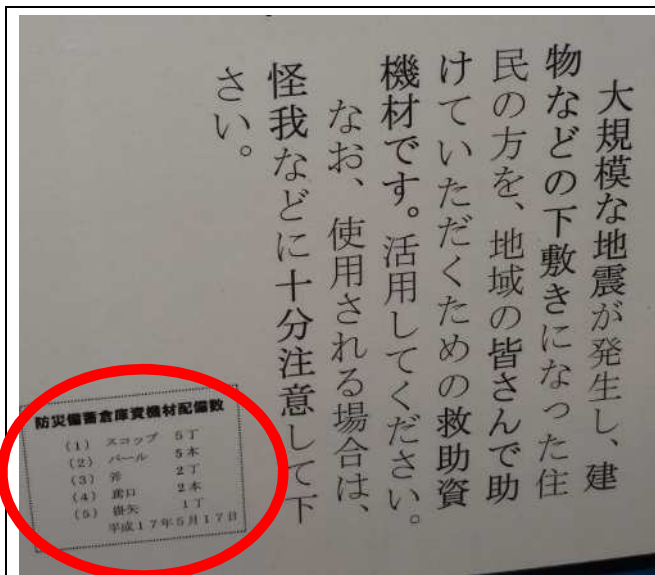 大規模な地震が発生し、建
物などの下敷きになった住
民の方を、地域の皆さんで助
けていただくための救助資
機材です。活用してください。
なお、使用される場合は、
怪我などに十分注意して下
さい。
防災備蓄倉庫資機材配備数
(1) スコップ 5丁
(2) バール 5本
(3) 斧 2丁
(4) 鳶口 2本
(5) 掛矢 1丁
平成17年5月17日